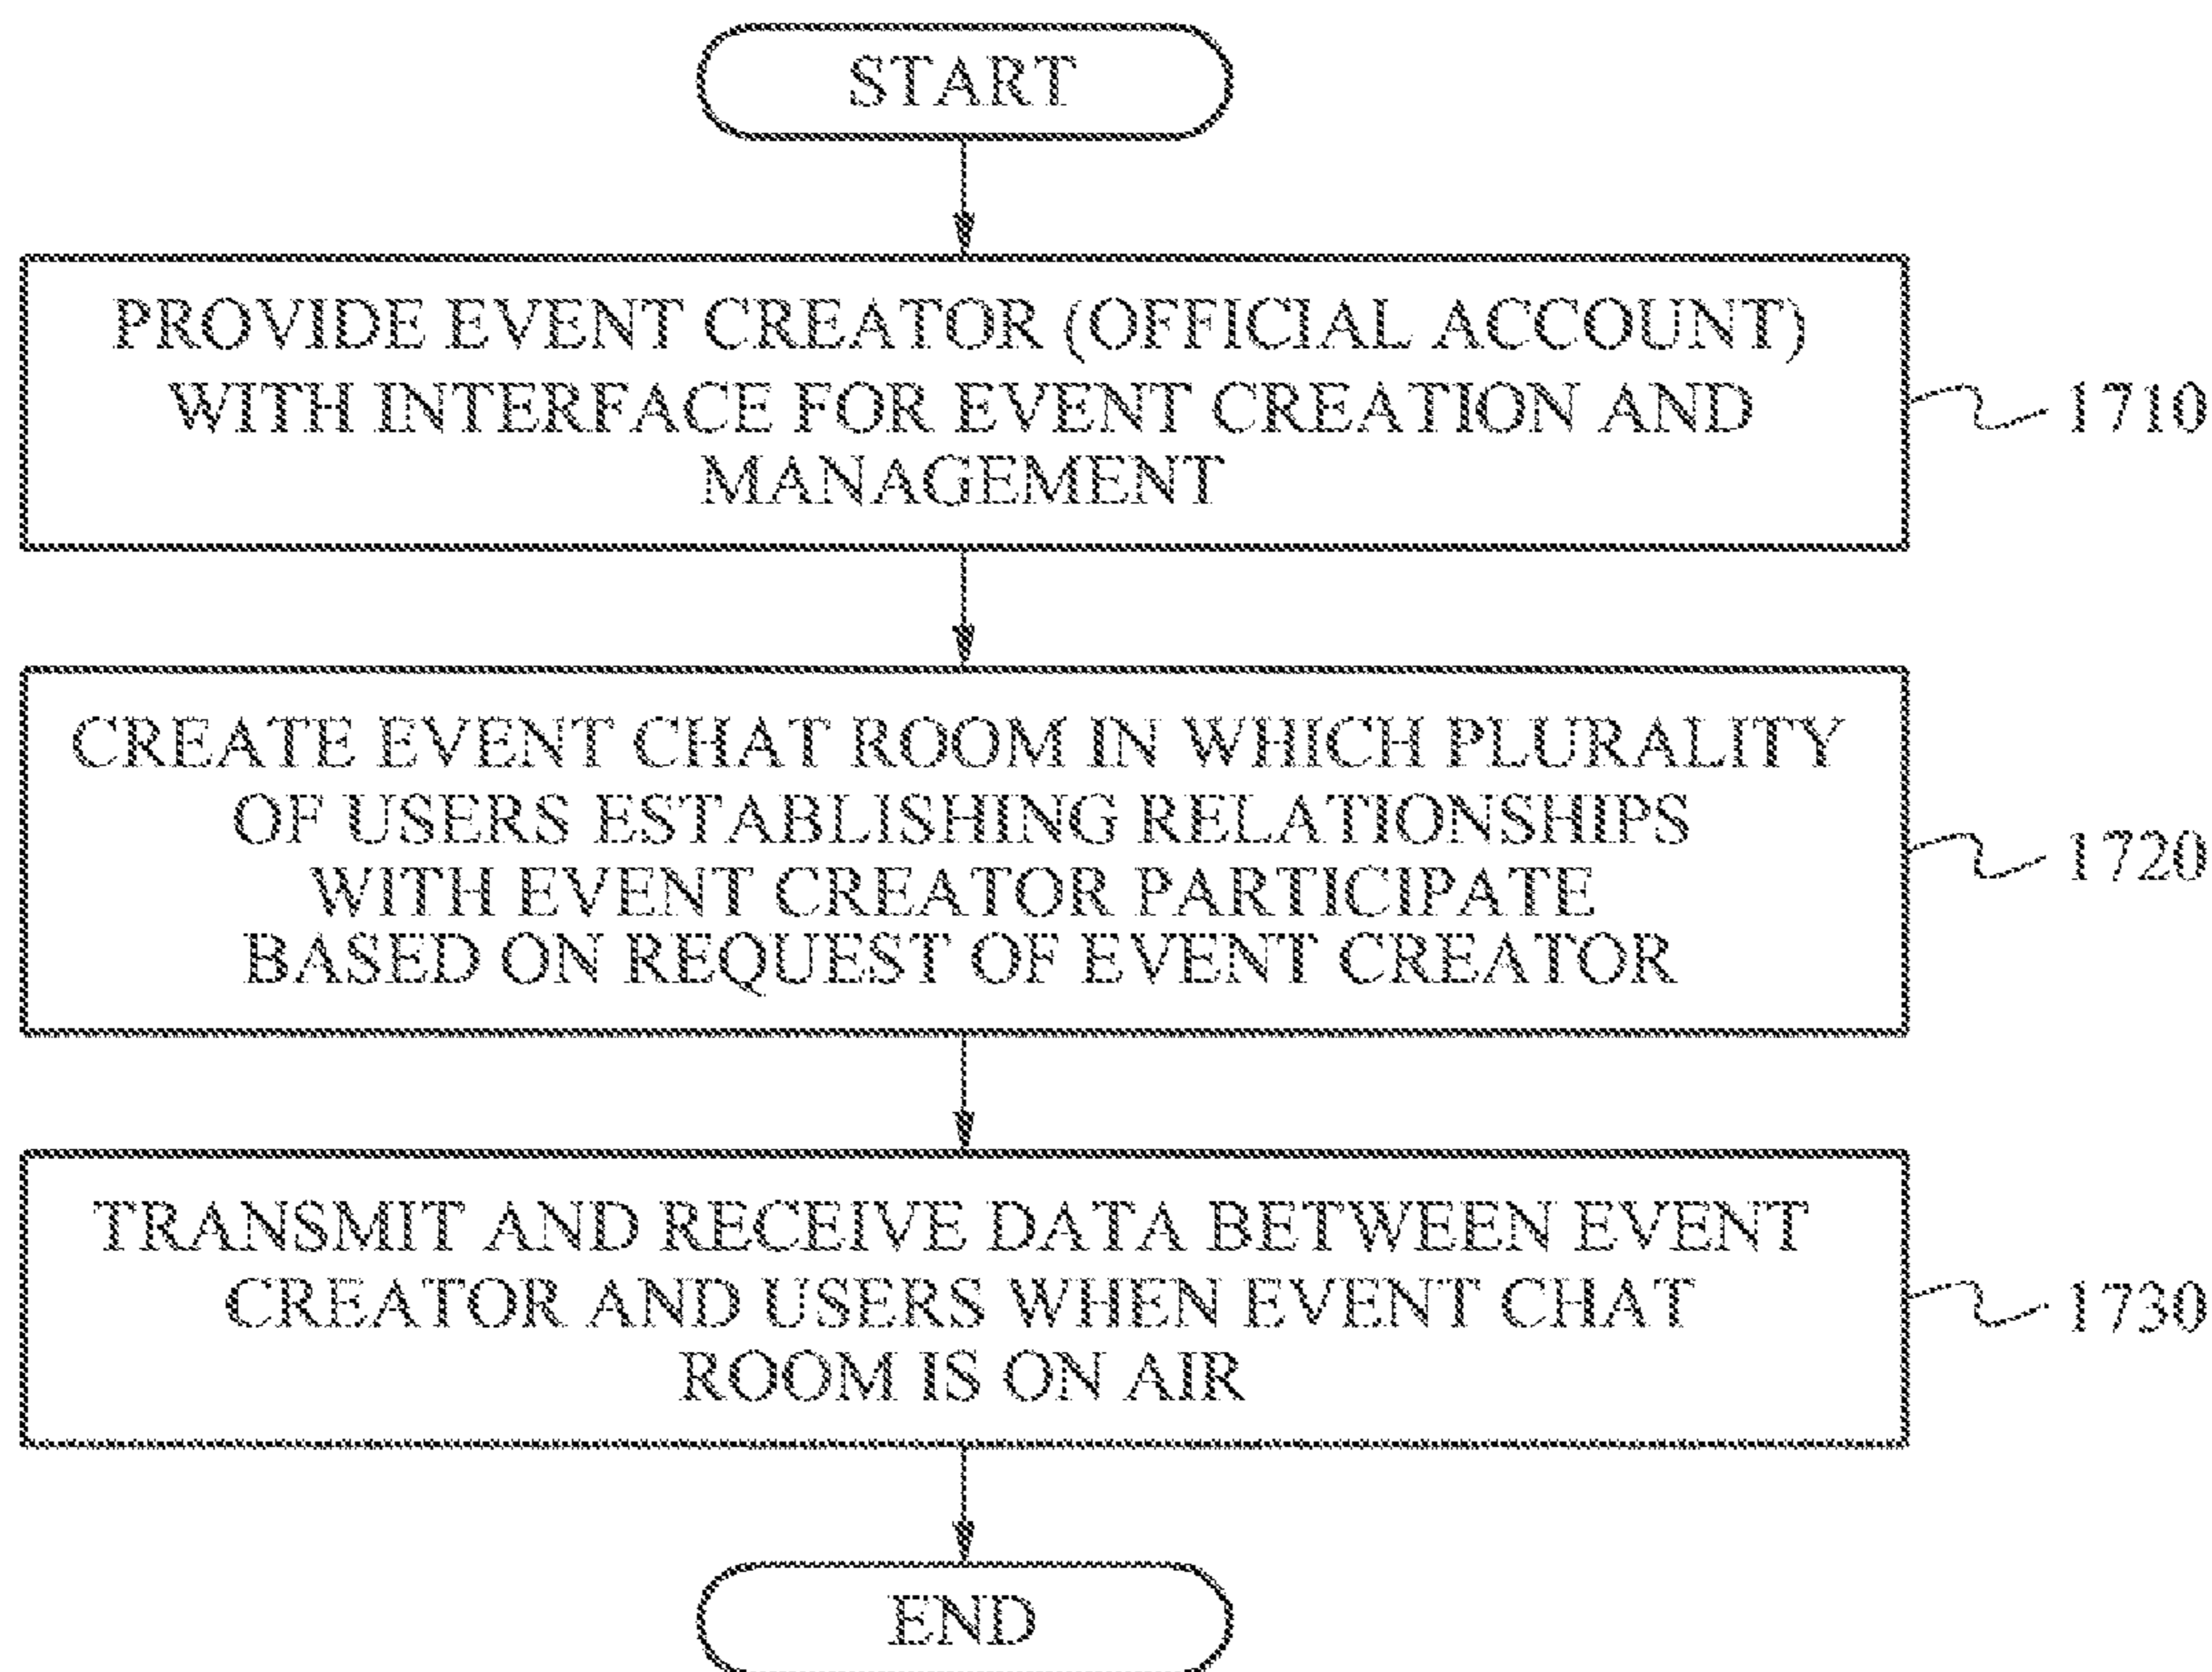 START
PROVIDE EVENT CREATOR (OFFICIAL ACCOUNT)
WITH INTERFACE FOR EVENT CREATION AND
MANAGEMENT
1710
CREATE EVENT CHAT ROOM IN WHICH PLURALITY
OF USERS ESTABLISHING RELATIONSHIPS
WITH EVENT CREATOR PARTICIPATE
BASED ON REQUEST OF EVENT CREATOR
1720
TRANSMIT AND RECEIVE DATA BETWEEN EVENT
CREATOR AND USERS WHEN EVENT CHAT
ROOM IS ON AIR
1730
END